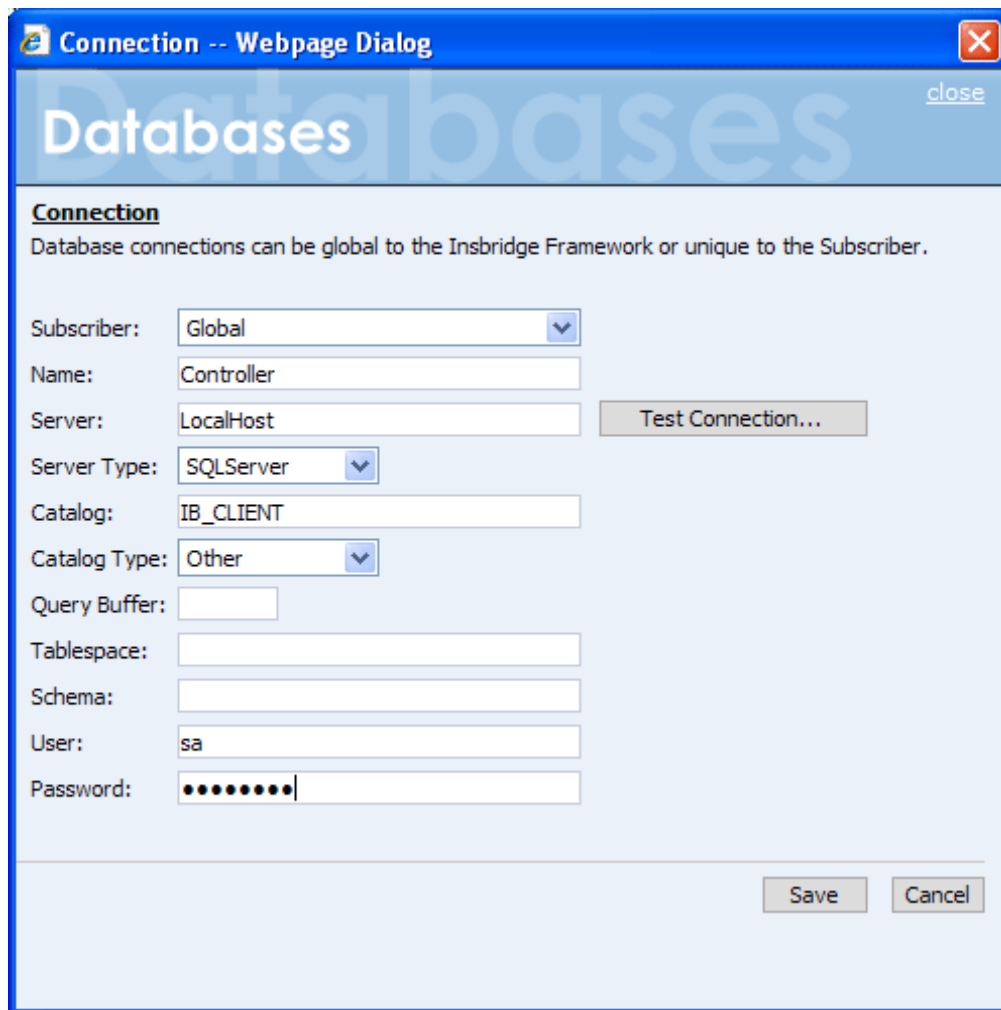 Connection -- Webpage Dialog
close
Databases
Databases
Connection
Database connections can be global to the Insbridge Framework or unique to the Subscriber.
Subscriber: Global
Name: Controller
Server: LocalHost Test Connection...
Server Type: SQLServer
Catalog: IB_CLIENT
Catalog Type: Other
Query Buffer:
Tablespace:
Schema:
User: sa
Password: ●●●●●●●●
Save Cancel